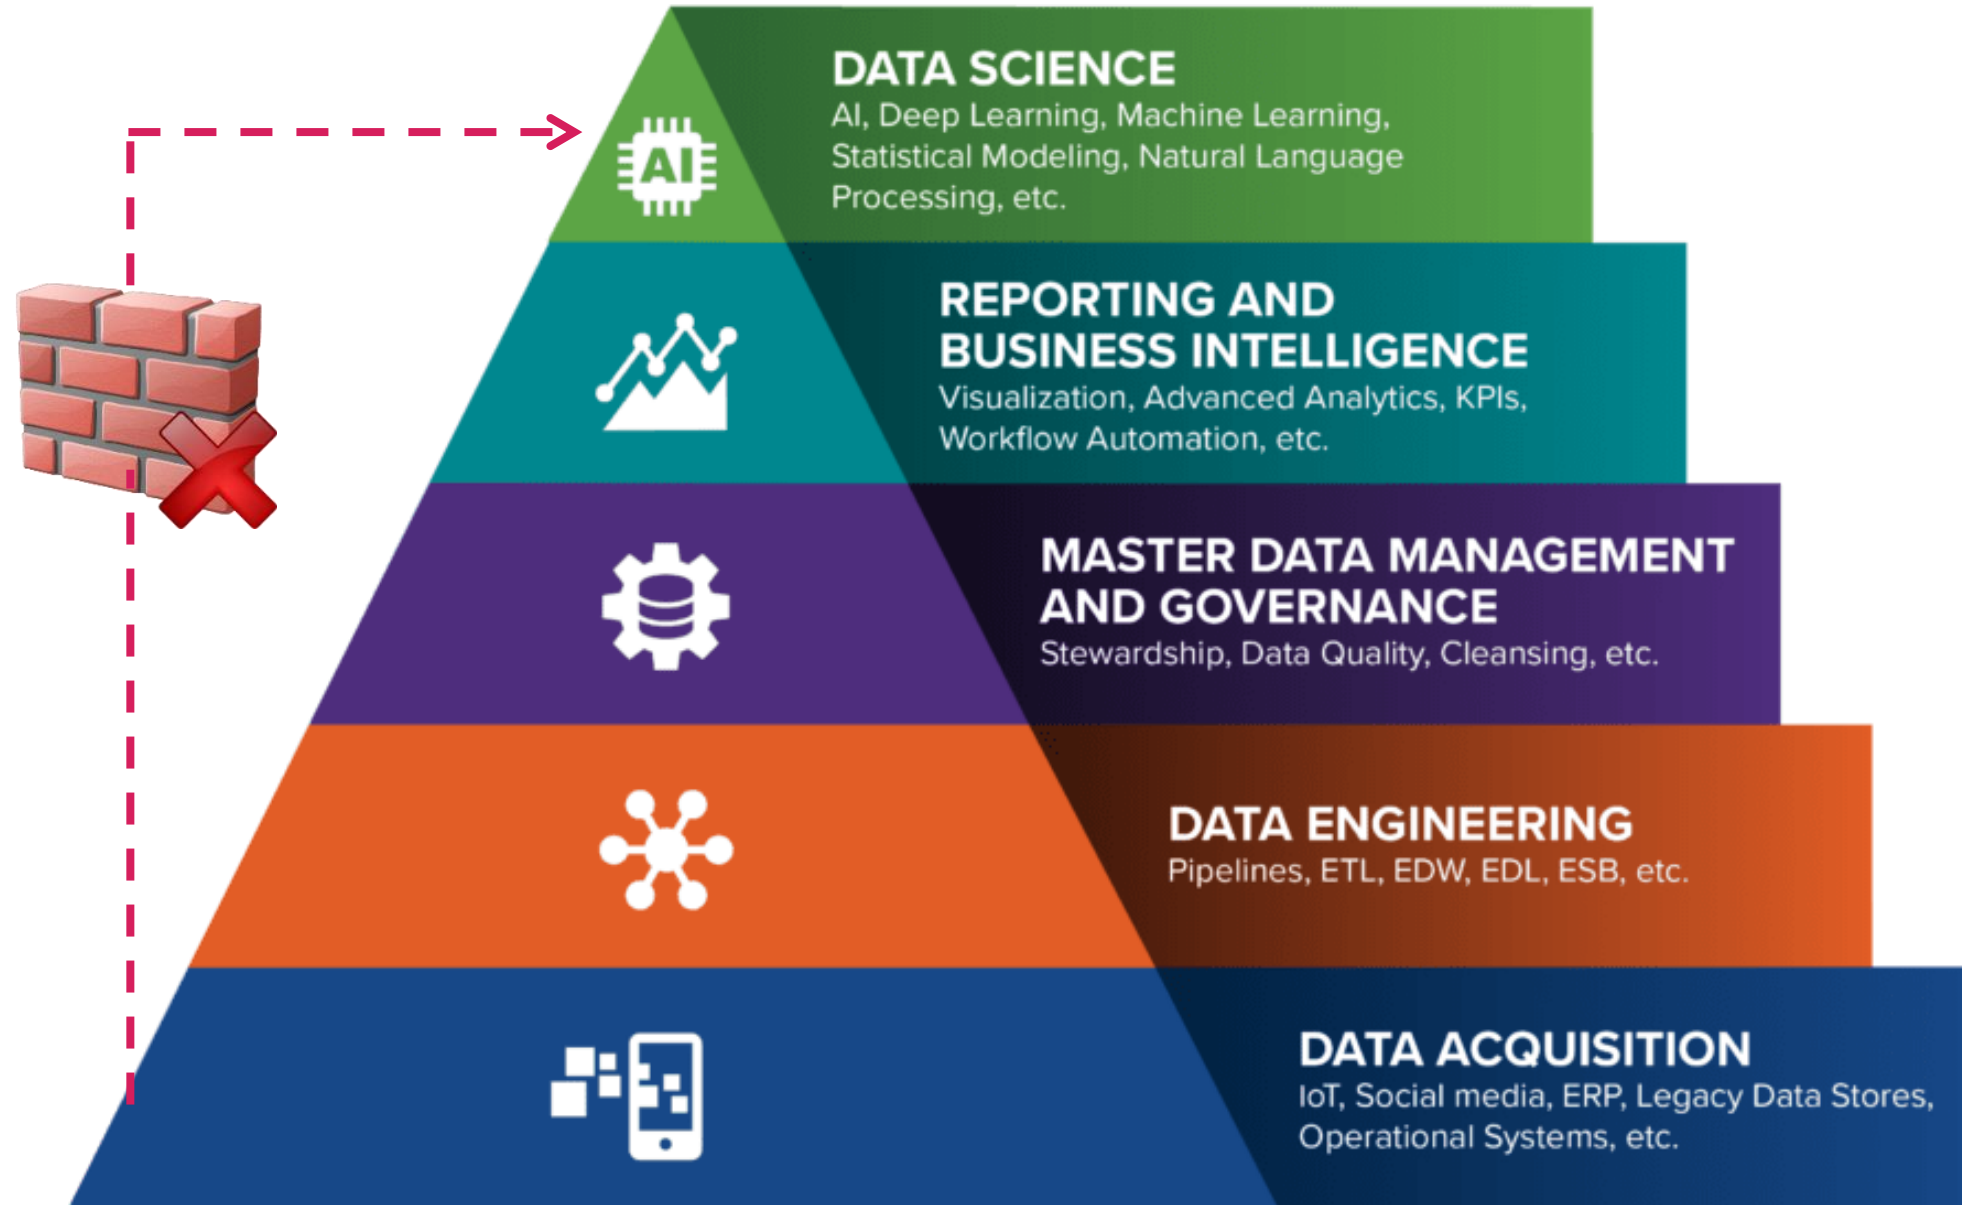 AI
DATA SCIENCE
AI, Deep Learning, Machine Learning,
Statistical Modeling, Natural Language
Processing, etc.
REPORTING AND
BUSINESS INTELLIGENCE
Visualization, Advanced Analytics, KPIs,
Workflow Automation, etc.
MASTER DATA MANAGEMENT
AND GOVERNANCE
Stewardship, Data Quality, Cleansing, etc.
DATA ENGINEERING
Pipelines, ETL, EDW, EDL, ESB, etc.
DATA ACQUISITION
IoT, Social media, ERP, Legacy Data Stores,
Operational Systems, etc.